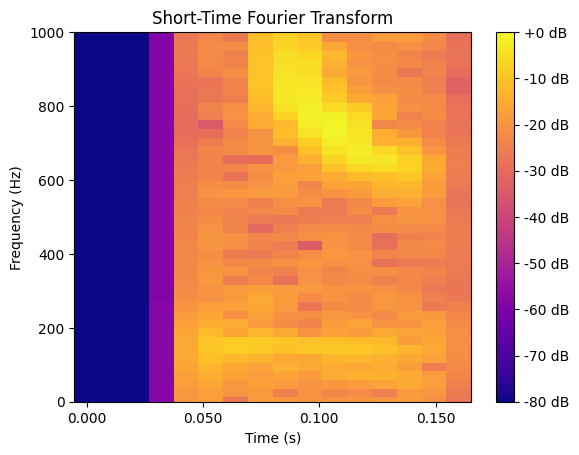 Short-Time Fourier Transform
1000
800
600
400
200
0
Frequency (Hz)
0.000
0.050
0.100
0.150
Time (s)
+0 dB
-10 dB
-20 dB
-30 dB
-40 dB
-50 dB
-60 dB
-70 dB
-80 dB